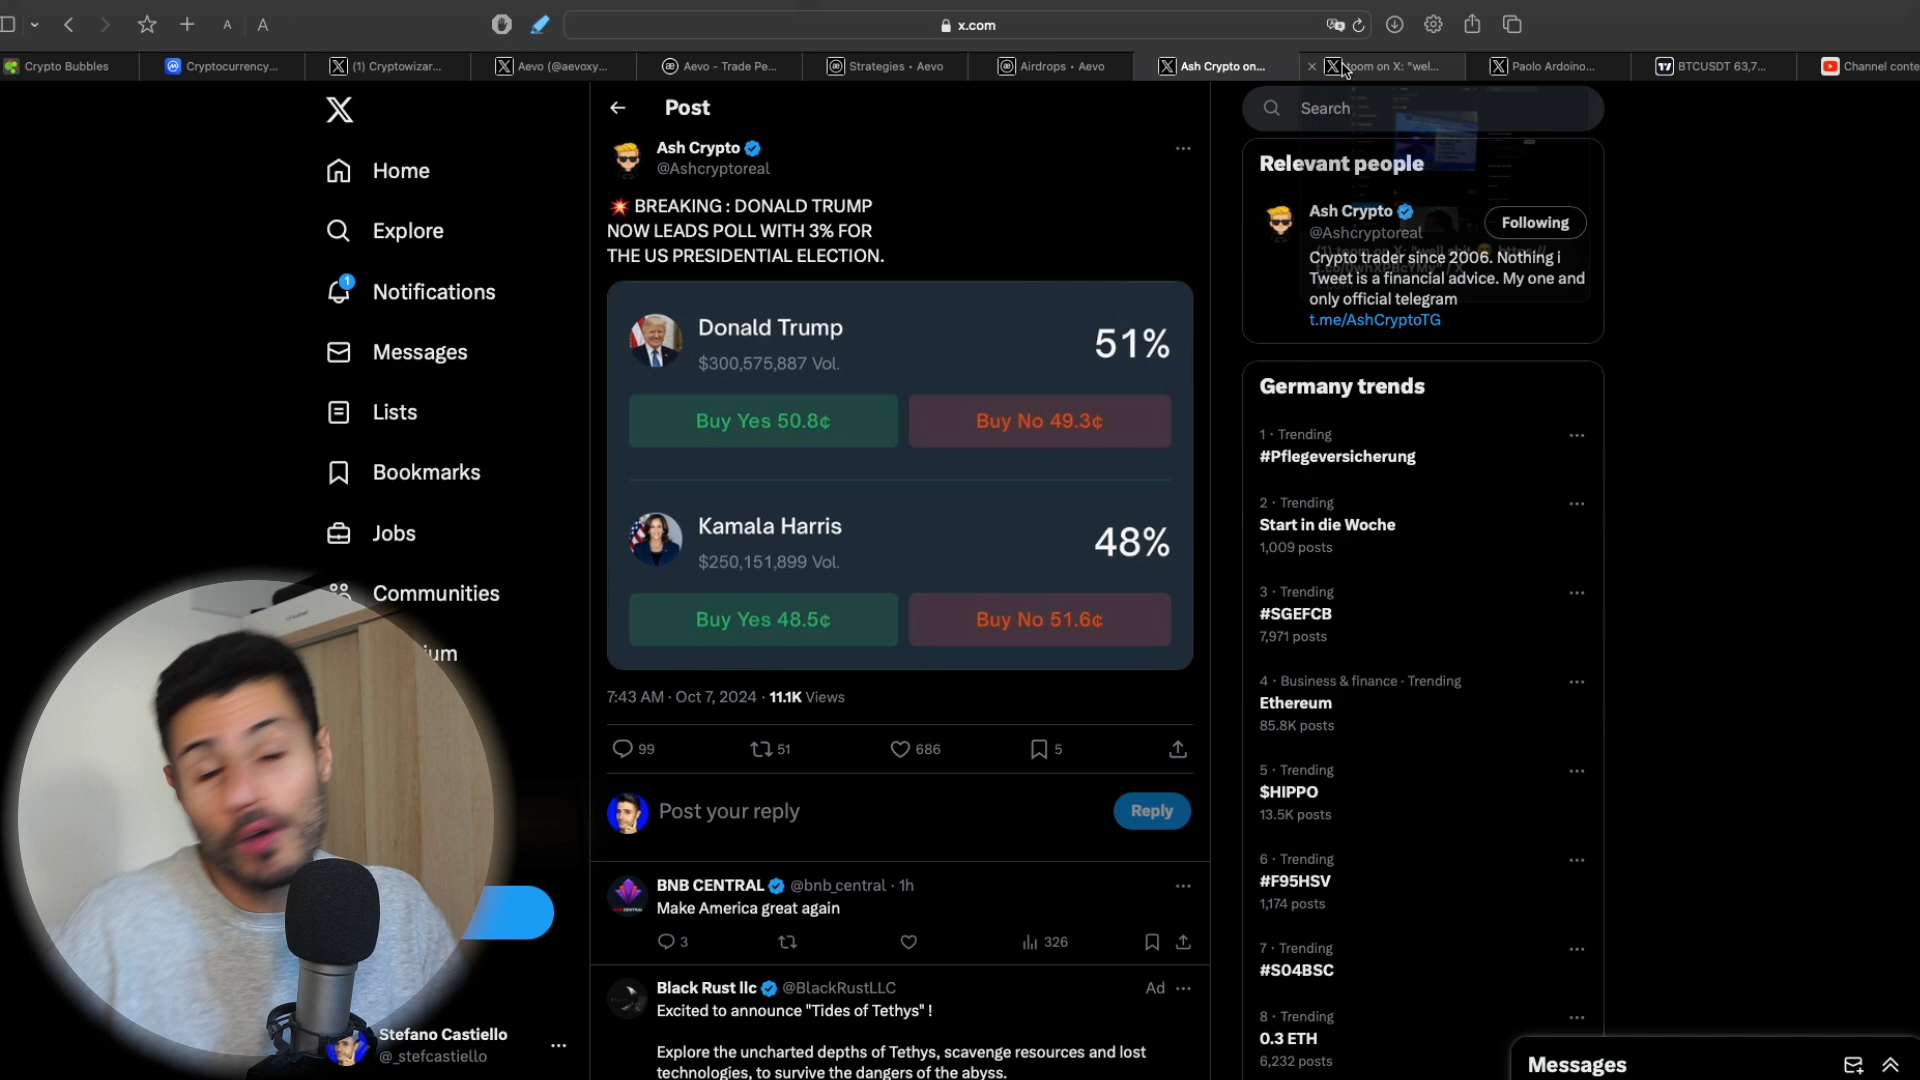 A A
x.com
Crypto Bubbles
Cryptocurrency...
(1) Cryptowizar...
Aevo (@aevoxy...
Aevo - Trade Pe...
Strategies • Aevo
Airdrops • Aevo
Ash Crypto on...
toom on X: "wel...
Paolo Ardoino...
BTCUSDT 63,7...
Channel conte
Home
Explore
1
Notifications
Messages
Lists
Bookmarks
Jobs
Communities
ium
Stefano Castiello
@_stefcastiello
Post
Ash Crypto
@Ashcryptoreal
BREAKING : DONALD TRUMP
NOW LEADS POLL WITH 3% FOR
THE US PRESIDENTIAL ELECTION.
Donald Trump
$300,575,887 Vol.
51%
Buy Yes 50.8¢
Buy No 49.3¢
Kamala Harris
$250,151,899 Vol.
48%
Buy Yes 48.5¢
Buy No 51.6¢
7:43 AM · Oct 7, 2024 · 11.1K Views
99
51
686
5
Post your reply
Reply
BNB CENTRAL @bnb_central · 1h
Make America great again
3
326
Black Rust llc @BlackRustLLC
Ad
Excited to announce "Tides of Tethys" !
Explore the uncharted depths of Tethys, scavenge resources and lost
technologies, to survive the dangers of the abyss.
Search
Relevant people
Ash Crypto
@Ashcryptoreal
Following
Crypto trader since 2006. Nothing i
Tweet is a financial advice. My one and
only official telegram
t.me/AshCryptoTG
Germany trends
1 · Trending
#Pflegeversicherung
2 · Trending
Start in die Woche
1,009 posts
3 · Trending
#SGEFCB
7,971 posts
4 · Business & finance · Trending
Ethereum
85.8K posts
5 · Trending
$HIPPO
13.5K posts
6 · Trending
#F95HSV
1,174 posts
7 · Trending
#S04BSC
8 · Trending
0.3 ETH
6,232 posts
Messages